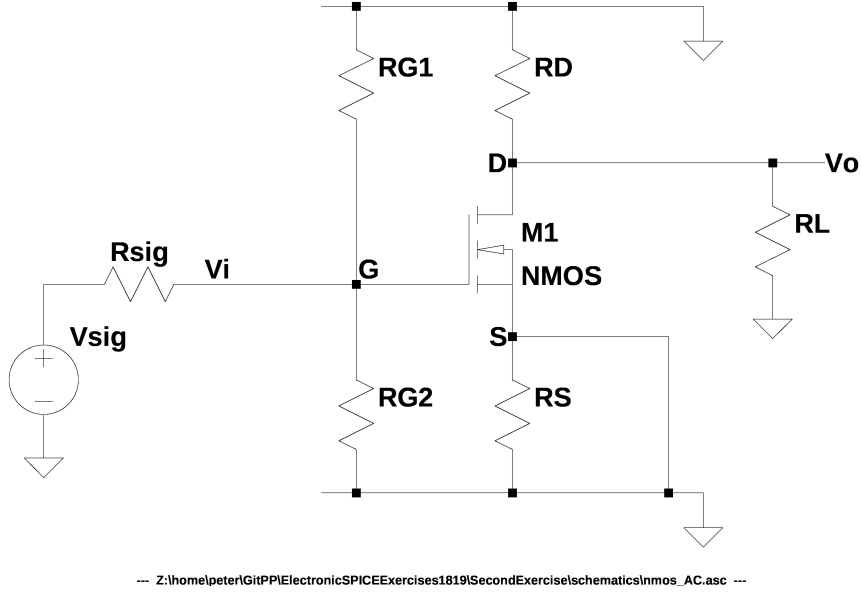 RG1
RD
D
Vo
RL
M1
NMOS
Rsig
Vi
G
Vsig
+
S
RG2
RS
--- Z:\home\peter\GitPP\ElectronicSPICEExercises1819\SecondExercise\schematics\nmos_AC.asc ---